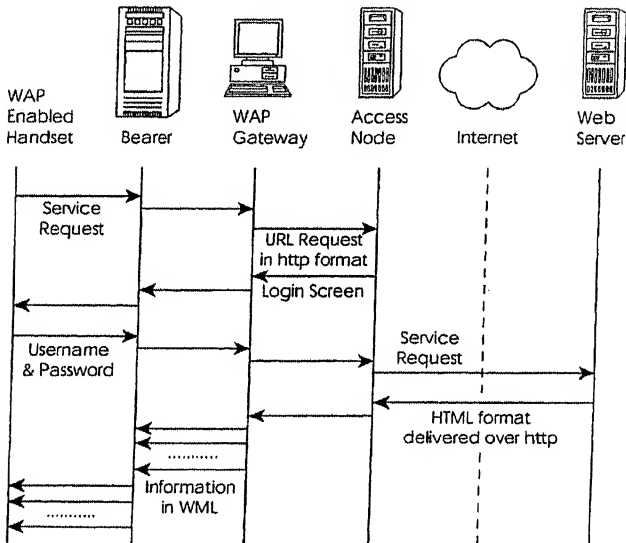 WAP
Enabled
Handset
Bearer
WAP
Gateway
Access
Node
Internet
Web
Server
Service
Request
URL Request
in http format
Login Screen
Username
& Password
Service
Request
HTML format
delivered over http
...........
Information
in WML
...........